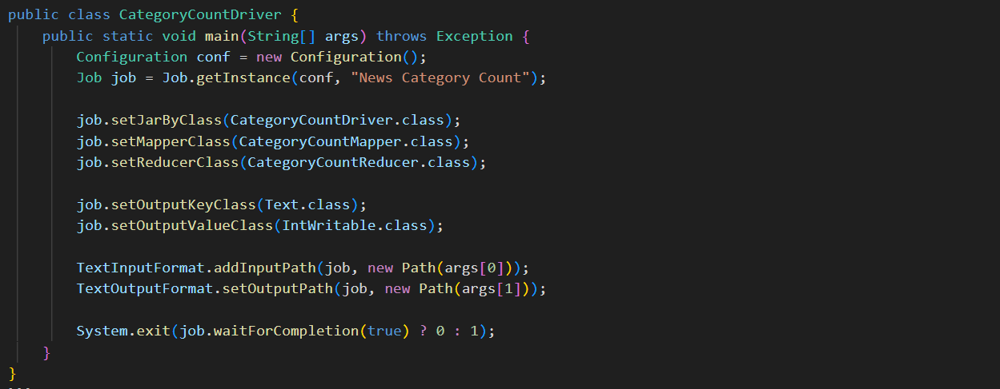 public class CategoryCountDriver {
    public static void main(String[] args) throws Exception {
        Configuration conf = new Configuration();
        Job job = Job.getInstance(conf, "News Category Count");

        job.setJarByClass(CategoryCountDriver.class);
        job.setMapperClass(CategoryCountMapper.class);
        job.setReducerClass(CategoryCountReducer.class);

        job.setOutputKeyClass(Text.class);
        job.setOutputValueClass(IntWritable.class);

        TextInputFormat.addInputPath(job, new Path(args[0]));
        TextOutputFormat.setOutputPath(job, new Path(args[1]));

        System.exit(job.waitForCompletion(true) ? 0 : 1);
    }
}